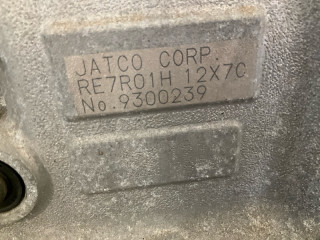 JATCO CORP.
RE7R01H 12X7C
No.9300239